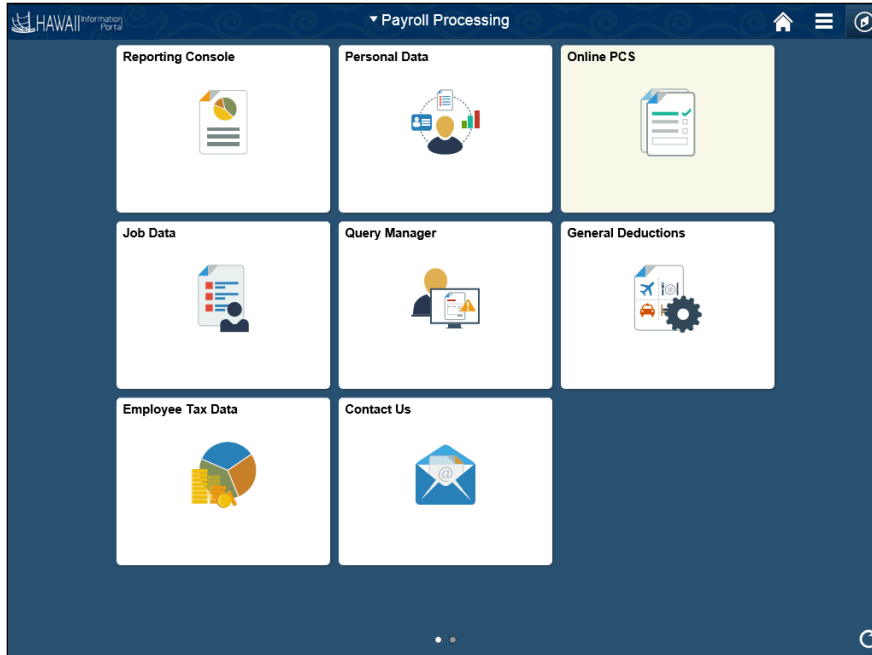 HAWAII Information Portal
Payroll Processing
Reporting Console
Personal Data
Online PCS
Job Data
Query Manager
General Deductions
Employee Tax Data
Contact Us
@